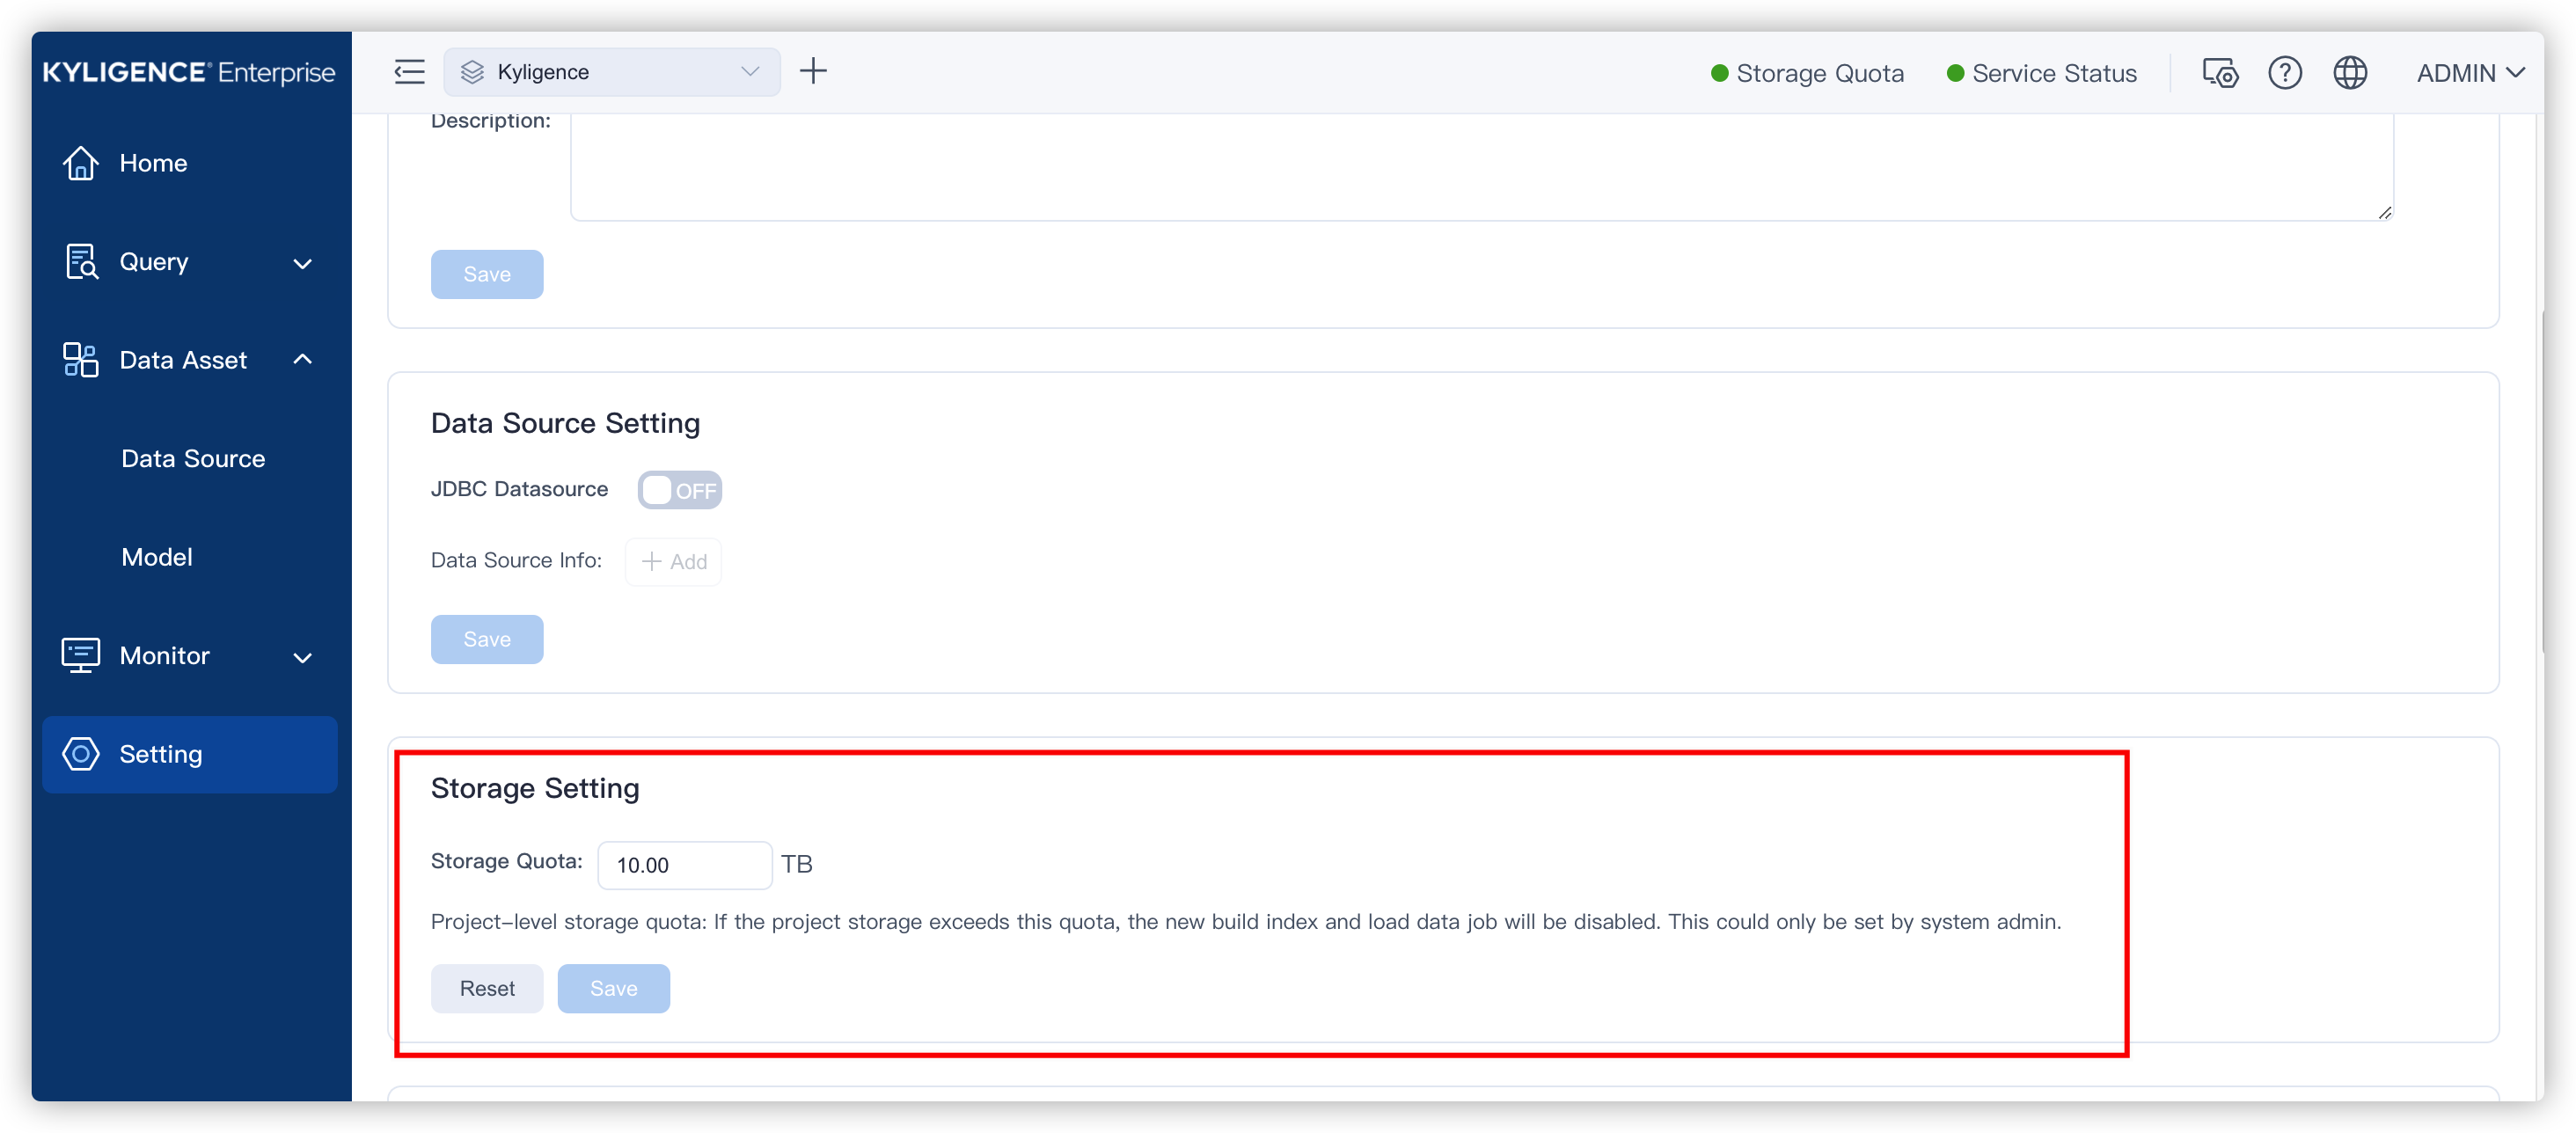 KYLIGENCE® Enterprise
Kyligence
Storage Quota
Service Status
ADMIN
Home
Query
Data Asset
Data Source
Model
Monitor
Setting
Description:
Save
Data Source Setting
JDBC Datasource OFF
Data Source Info: + Add
Save
Storage Setting
Storage Quota: 10.00 TB
Project-level storage quota: If the project storage exceeds this quota, the new build index and load data job will be disabled. This could only be set by system admin.
Reset Save